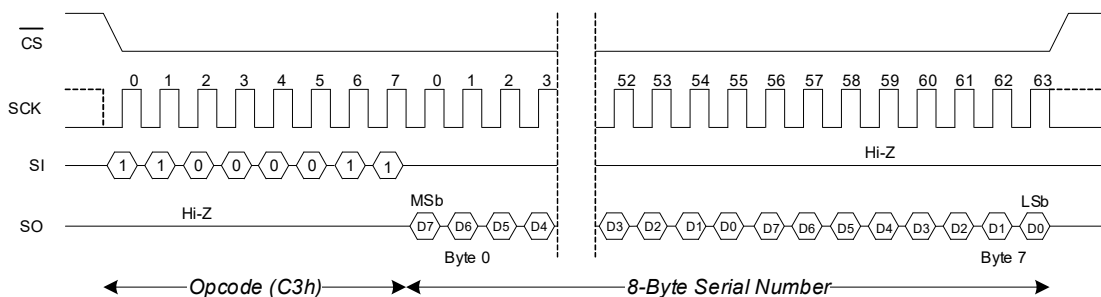 CS
0 1 2 3 4 5 6 7 0 1 2 3 52 53 54 55 56 57 58 59 60 61 62 63
SCK
Hi-Z
SI 1 1 0 0 0 0 1 1
Hi-Z MSb LSb
SO D7 D6 D5 D4 D3 D2 D1 D0 D7 D6 D5 D4 D3 D2 D1 D0
Byte 0 Byte 7
Opcode (C3h) 8-Byte Serial Number